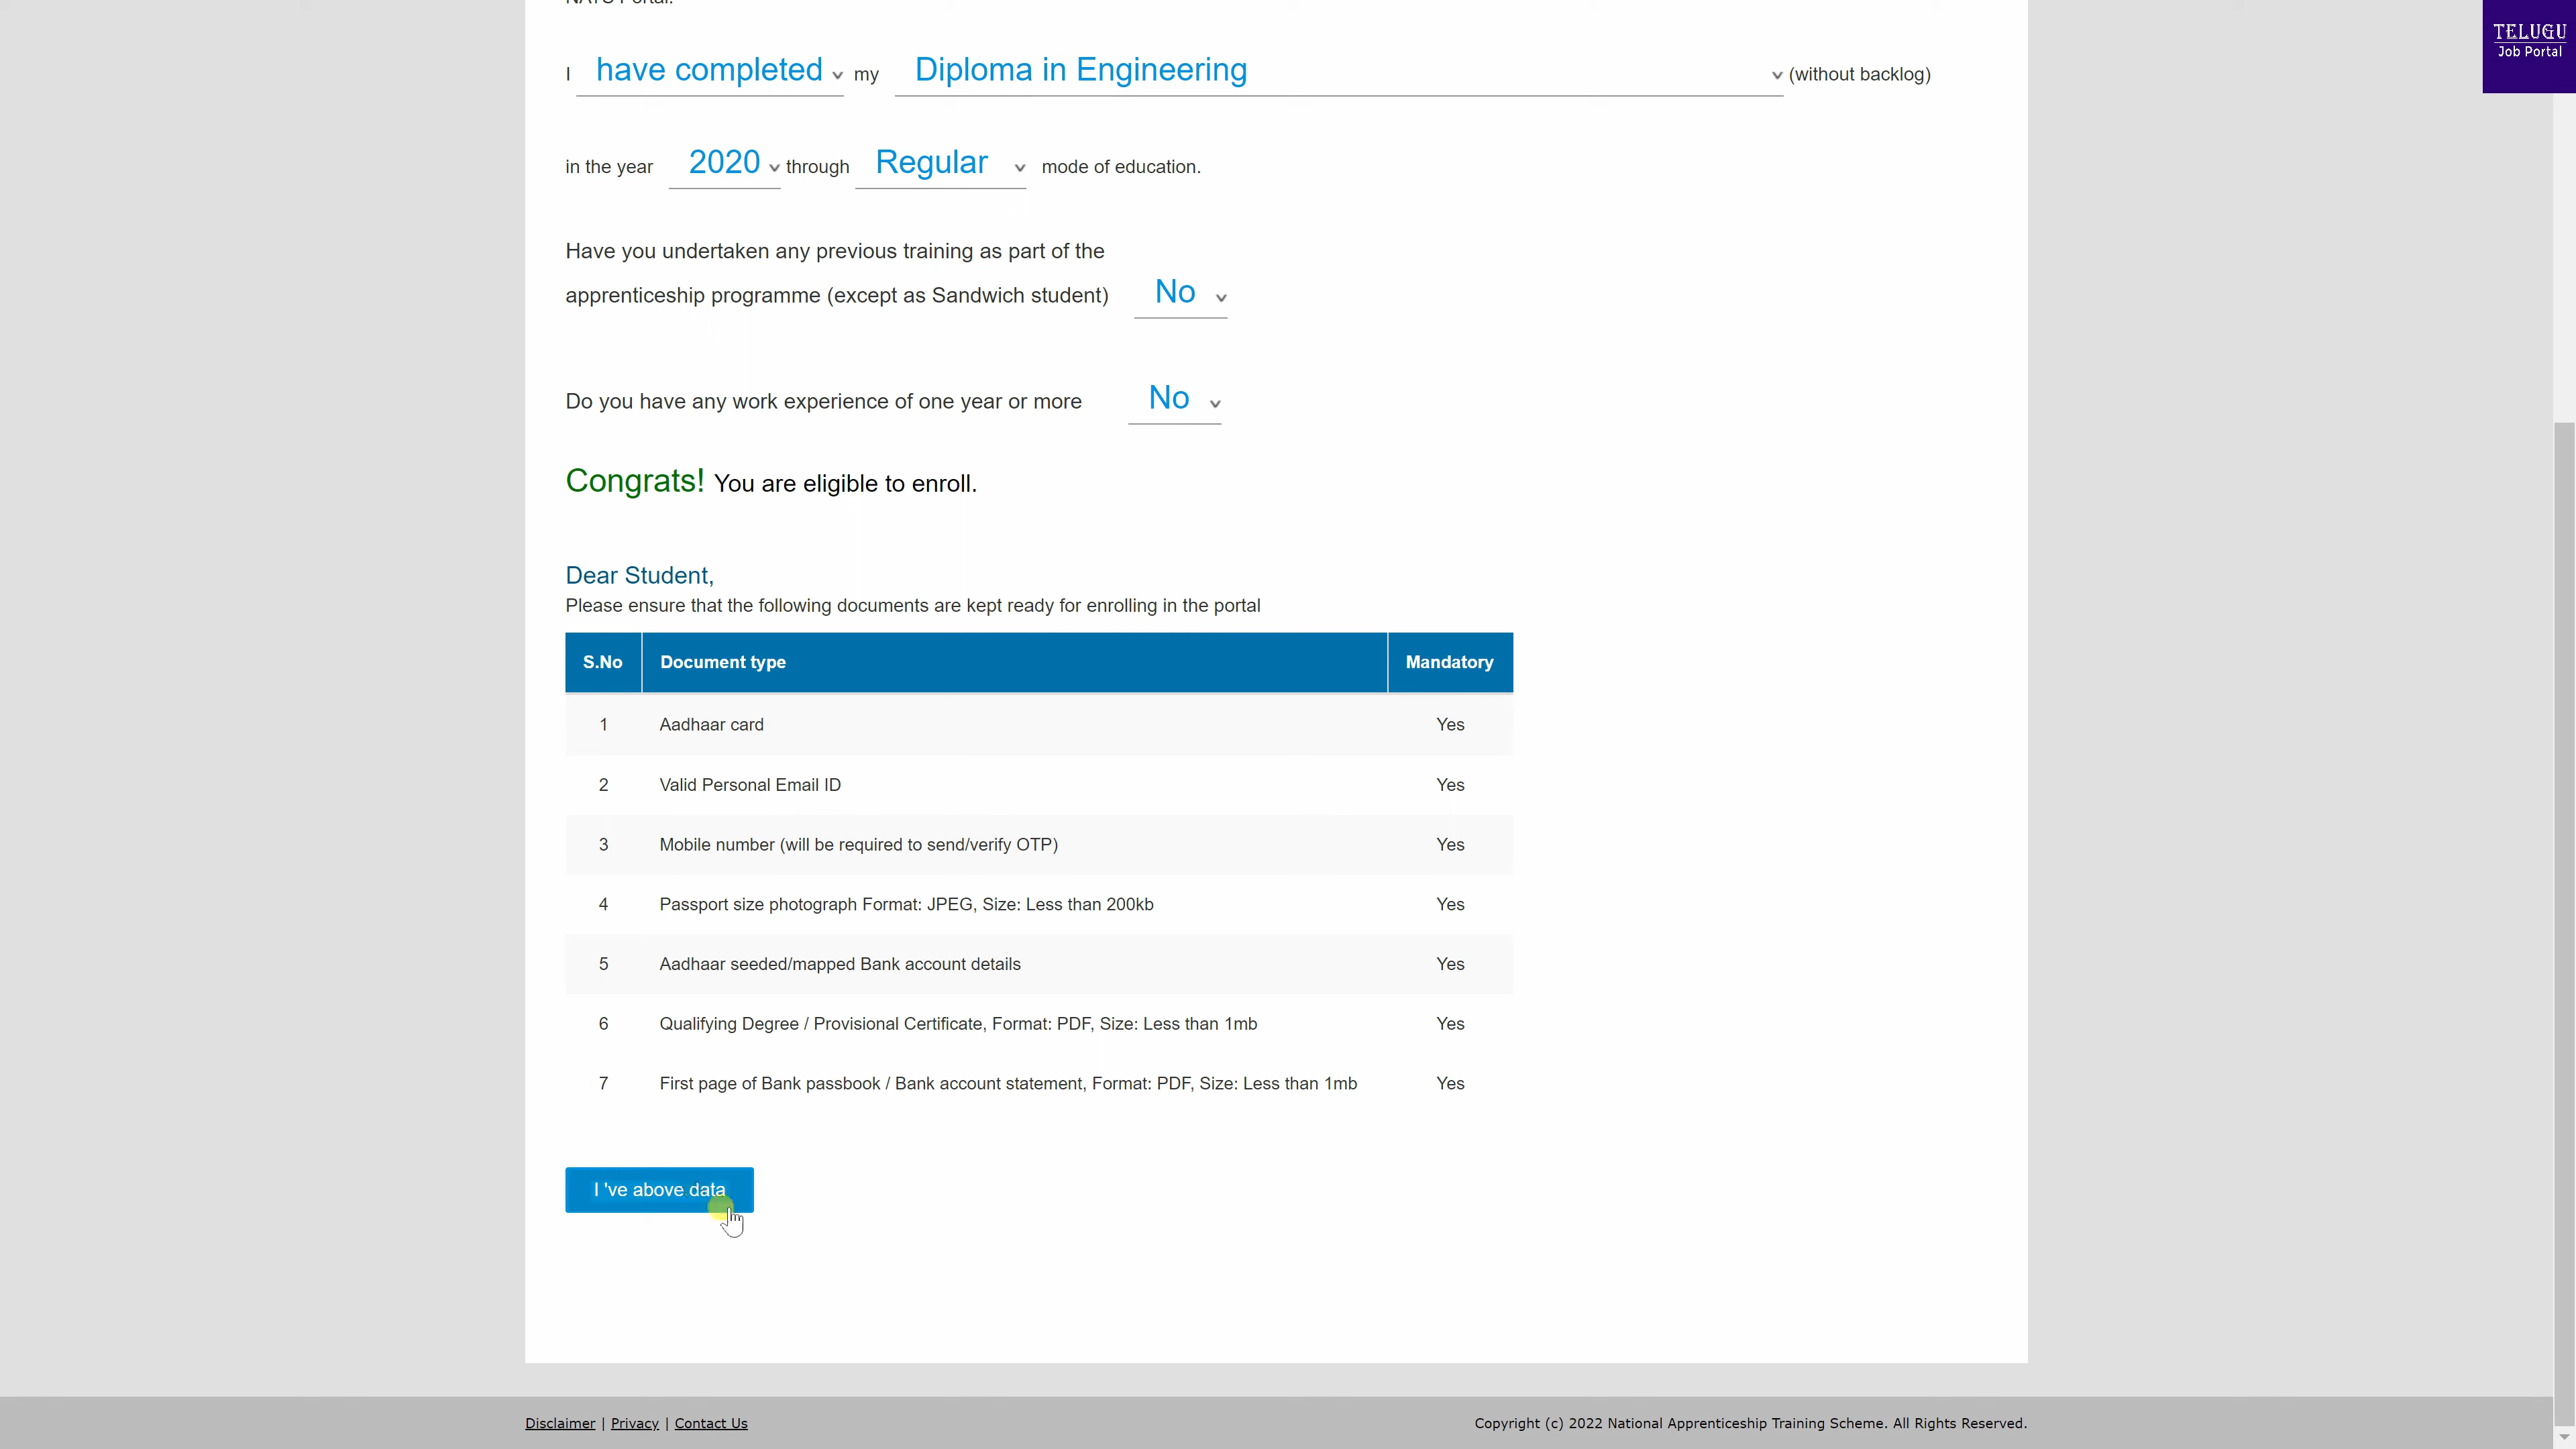 NATS Portal.
TELUGU
Job Portal
I have completed my Diploma in Engineering (without backlog)
in the year 2020 through Regular mode of education.
Have you undertaken any previous training as part of the
apprenticeship programme (except as Sandwich student) No
Do you have any work experience of one year or more No
Congrats! You are eligible to enroll.
Dear Student,
Please ensure that the following documents are kept ready for enrolling in the portal
S.No Document type Mandatory
1 Aadhaar card Yes
2 Valid Personal Email ID Yes
3 Mobile number (will be required to send/verify OTP) Yes
4 Passport size photograph Format: JPEG, Size: Less than 200kb Yes
5 Aadhaar seeded/mapped Bank account details Yes
6 Qualifying Degree / Provisional Certificate, Format: PDF, Size: Less than 1mb Yes
7 First page of Bank passbook / Bank account statement, Format: PDF, Size: Less than 1mb Yes
I 've above data
Disclaimer | Privacy | Contact Us Copyright (c) 2022 National Apprenticeship Training Scheme. All Rights Reserved.